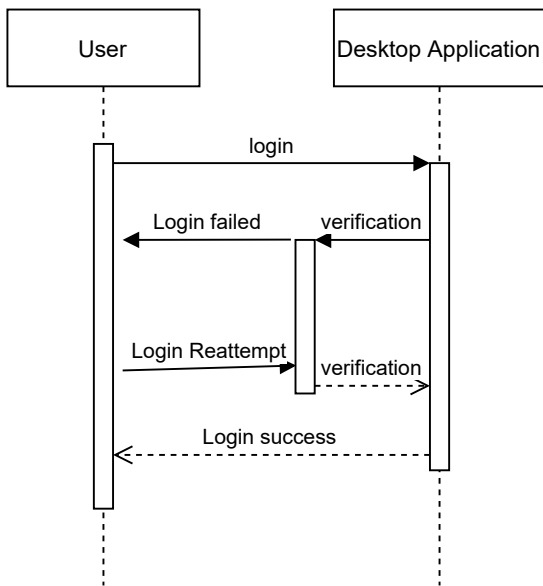 User
Desktop Application
login
Login failed
verification
Login Reattempt
verification
Login success